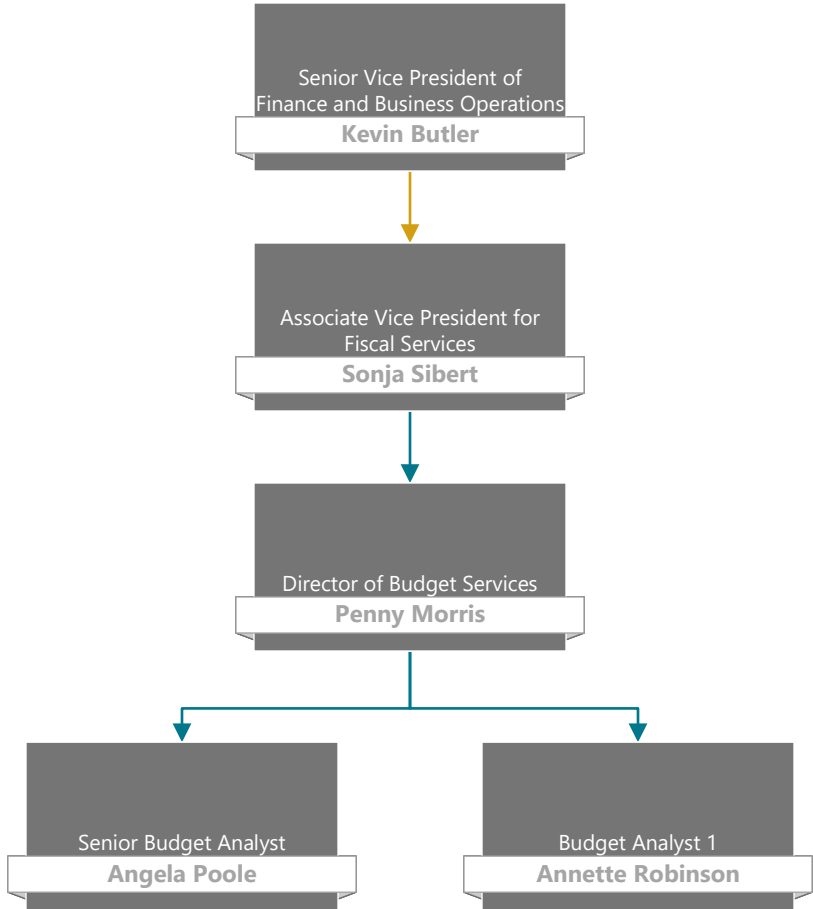 Senior Vice President of
Finance and Business Operations
Kevin Butler
Associate Vice President for
Fiscal Services
Sonja Sibert
Director of Budget Services
Penny Morris
Senior Budget Analyst
Angela Poole
Budget Analyst 1
Annette Robinson